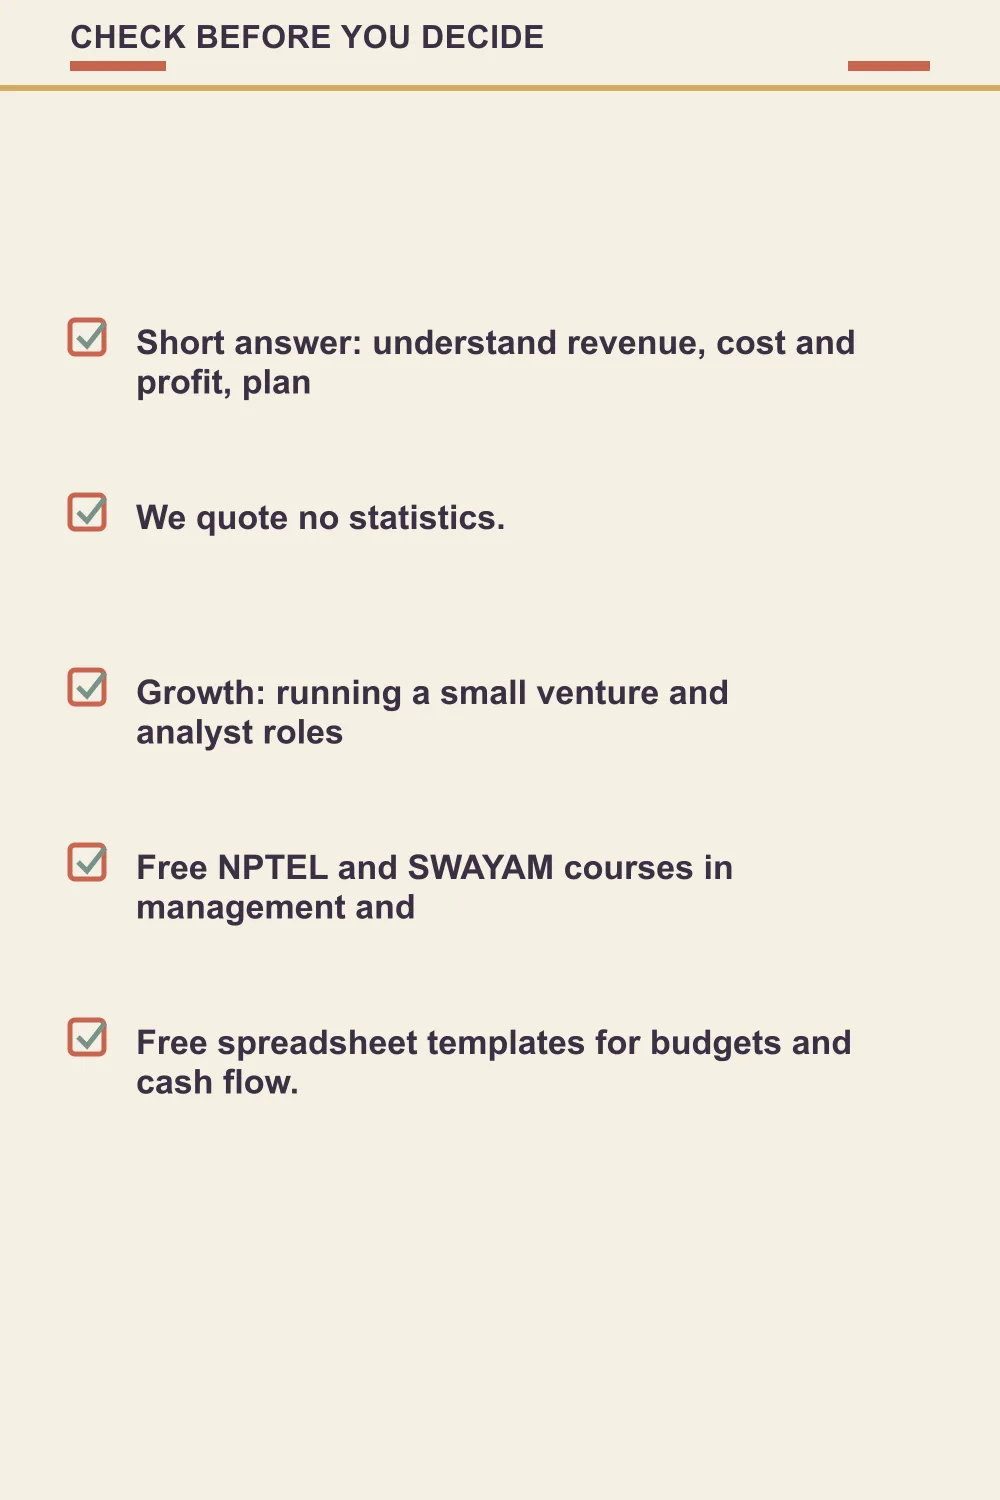 CHECK BEFORE YOU DECIDE
Short answer: understand revenue, cost and
profit, plan
We quote no statistics.
Growth: running a small venture and
analyst roles
Free NPTEL and SWAYAM courses in
management and
Free spreadsheet templates for budgets and
cash flow.